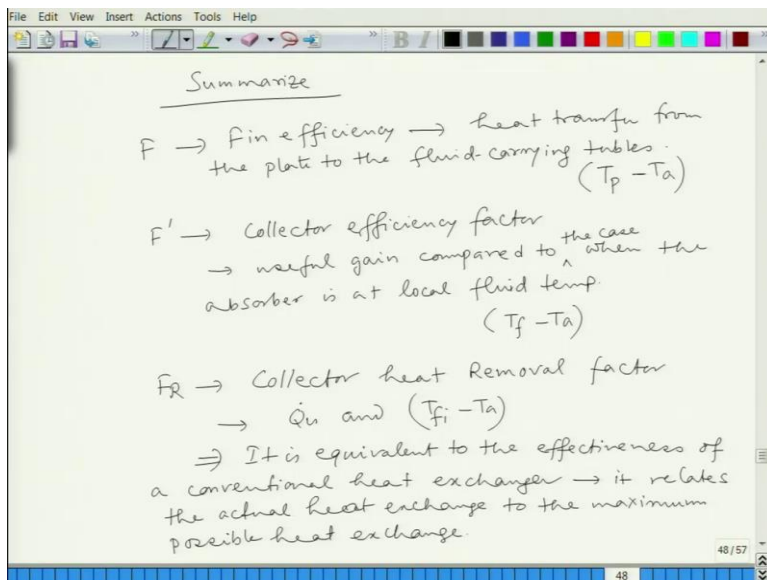 File Edit View Insert Actions Tools Help
B I
Summarize
F → Fin efficiency → heat transfer from
the plate to the fluid-carrying tubles.
(Tp - Ta)
F' → Collector efficiency factor
→ useful gain compared to the case when the
absorber is at local fluid temp.
(Tf - Ta)
FR → Collector heat Removal factor
→ Q̇u and (Tfi - Ta)
⇒ It is equivalent to the effectiveness of
a conventional heat exchanger → it relates
the actual heat exchange to the maximum
possible heat exchange.
48/57
48